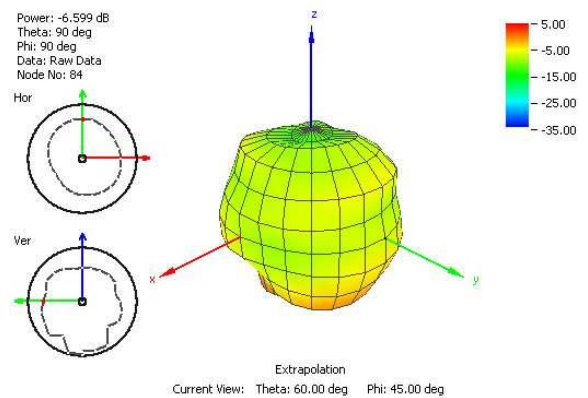 Power: -6.599 dB
Theta: 90 deg
Phi: 90 deg
Data: Raw Data
Node No: 84
Hor
Ver
z
x
y
5.00
-5.00
-15.00
-25.00
-35.00
Extrapolation
Current View: Theta: 60.00 deg Phi: 45.00 deg